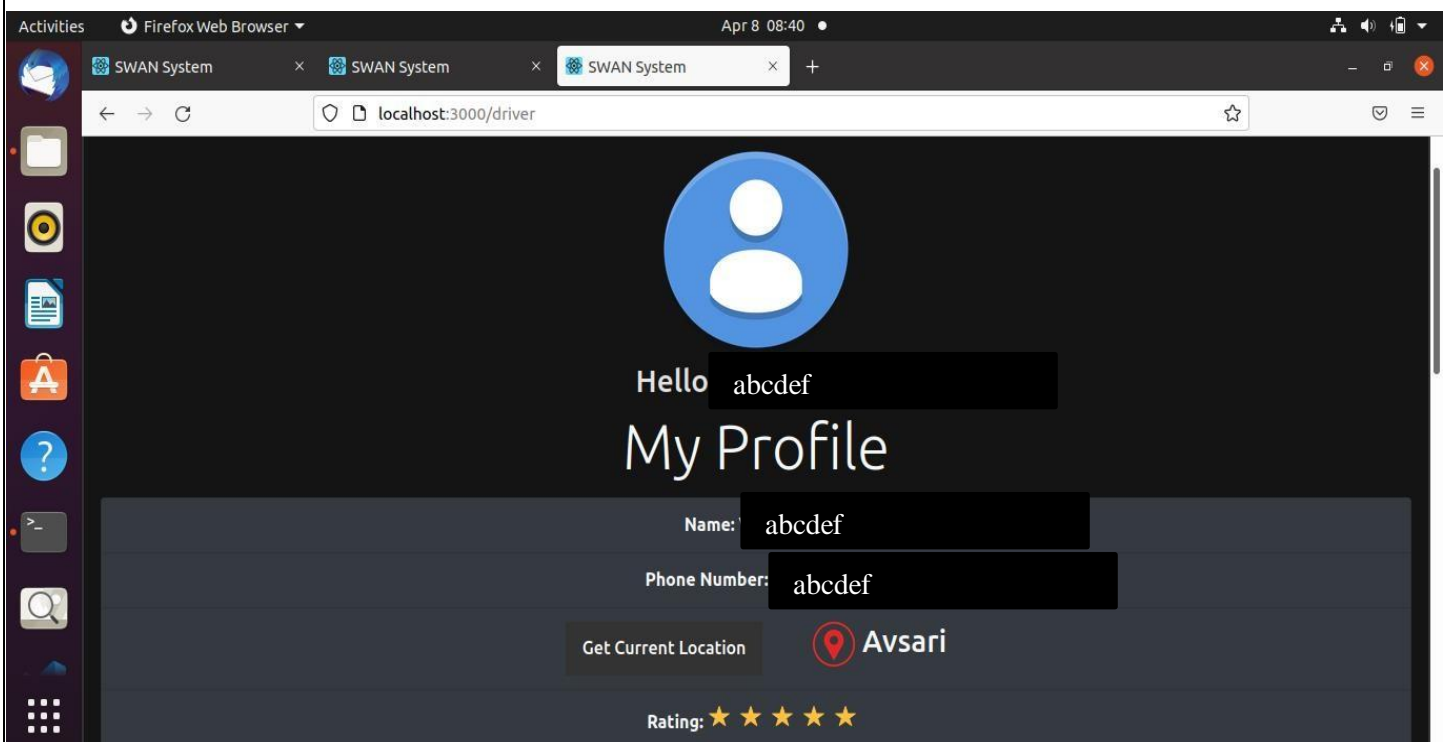 Activities Firefox Web Browser Apr 8 08:40
SWAN System SWAN System SWAN System
localhost:3000/driver
Hello abcdef
My Profile
Name: abcdef
Phone Number: abcdef
Get Current Location Avsari
Rating: